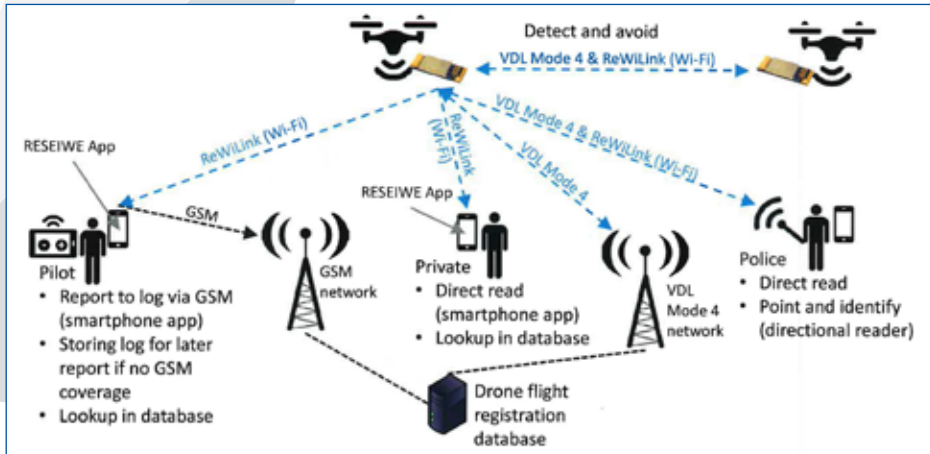 Detect and avoid
VDL Mode 4 & ReWiLink (Wi-Fi)
RESEIWE App
ReWiLink (Wi-Fi)
ReWiLink
(Wi-Fi)
VDL Mode 4
VDL Mode 4 & ReWiLink (Wi-Fi)
RESEIWE App
GSM
Pilot
• Report to log via GSM
(smartphone app)
• Storing log for later
report if no GSM
coverage
• Lookup in database
GSM
network
Private
• Direct read
(smartphone app)
• Lookup in database
VDL
Mode 4
network
Police
• Direct read
• Point and identify
(directional reader)
Drone flight
registration
database